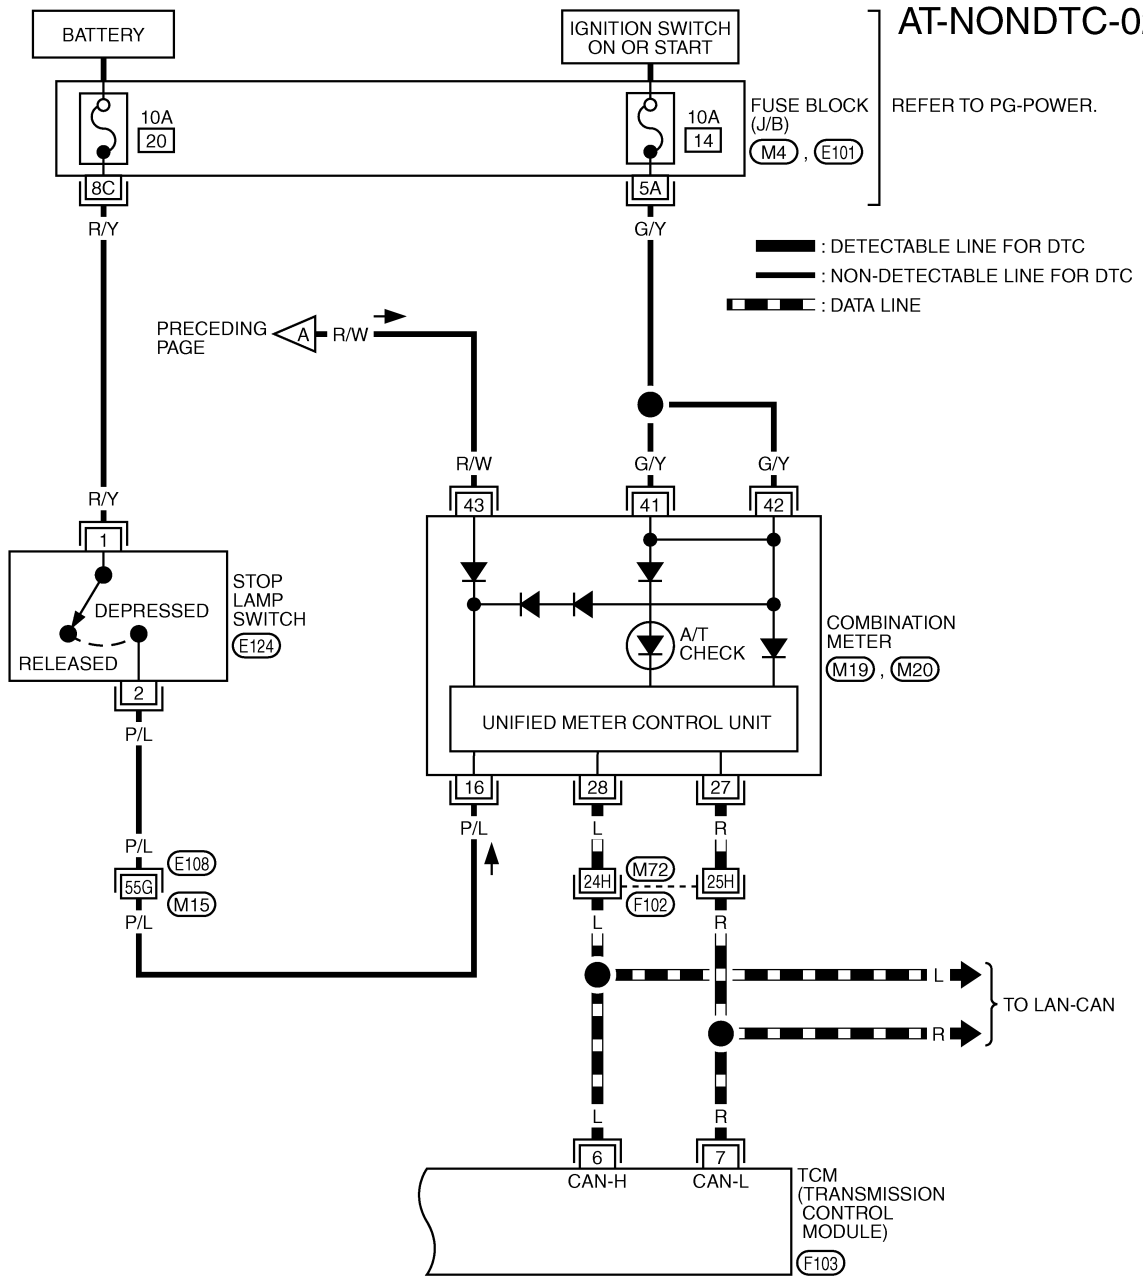 AT-NONDTC-0
BATTERY
IGNITION SWITCH
ON OR START
10A
20
10A
14
FUSE BLOCK
(J/B)
M4 , E101
REFER TO PG-POWER.
8C
5A
R/Y
G/Y
: DETECTABLE LINE FOR DTC
: NON-DETECTABLE LINE FOR DTC
: DATA LINE
PRECEDING
PAGE
A
R/W
R/W
G/Y
G/Y
R/Y
43
41
42
1
DEPRESSED
RELEASED
STOP
LAMP
SWITCH
E124
2
A/T
CHECK
COMBINATION
METER
M19 , M20
UNIFIED METER CONTROL UNIT
16
28
27
P/L
P/L
L
R
P/L
55G
E108
M15
P/L
24H
M72
F102
25H
L
R
L
R
TO LAN-CAN
L
R
6
7
CAN-H
CAN-L
TCM
(TRANSMISSION
CONTROL
MODULE)
F103